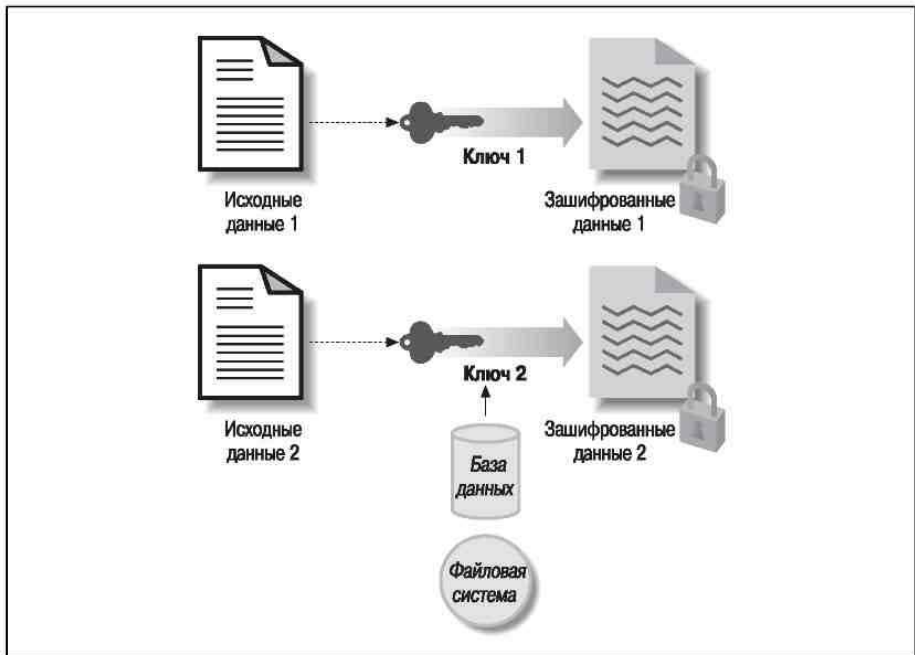 Ключ 1
Исходные
данные 1
Зашифрованные
данные 1
Ключ 2
Исходные
данные 2
Зашифрованные
данные 2
База
данных
Файловая
система